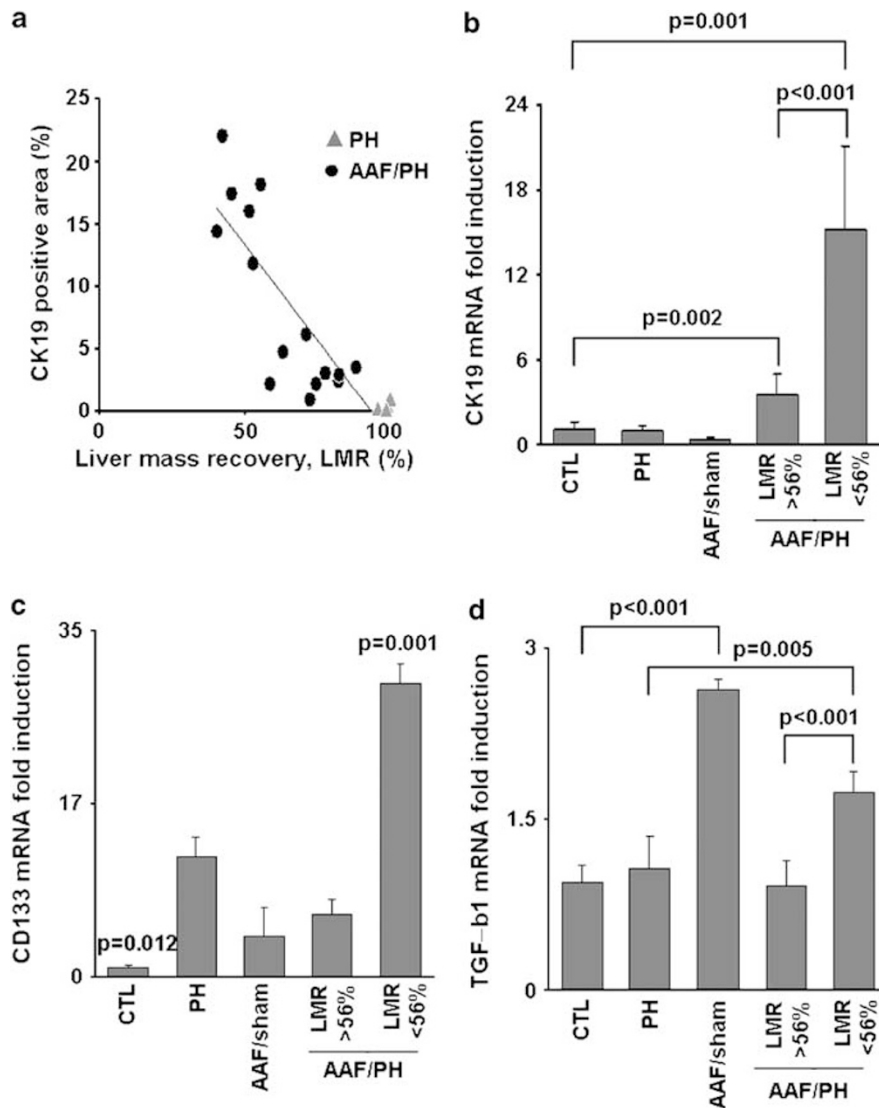 a
CK19 positive area (%)
25
20
15
10
5
0
PH
AAF/PH
0
50
100
Liver mass recovery, LMR (%)
b
p=0.001
p<0.001
p=0.002
CK19 mRNA fold induction
24
18
12
6
0
CTL
PH
AAF/sham
LMR
>56%
LMR
<56%
AAF/PH
c
CD133 mRNA fold induction
35
17
0
p=0.012
p=0.001
CTL
PH
AAF/sham
LMR
>56%
LMR
<56%
AAF/PH
d
p<0.001
p=0.005
p<0.001
TGF–b1 mRNA fold induction
3
1.5
0
CTL
PH
AAF/sham
LMR
>56%
LMR
<56%
AAF/PH